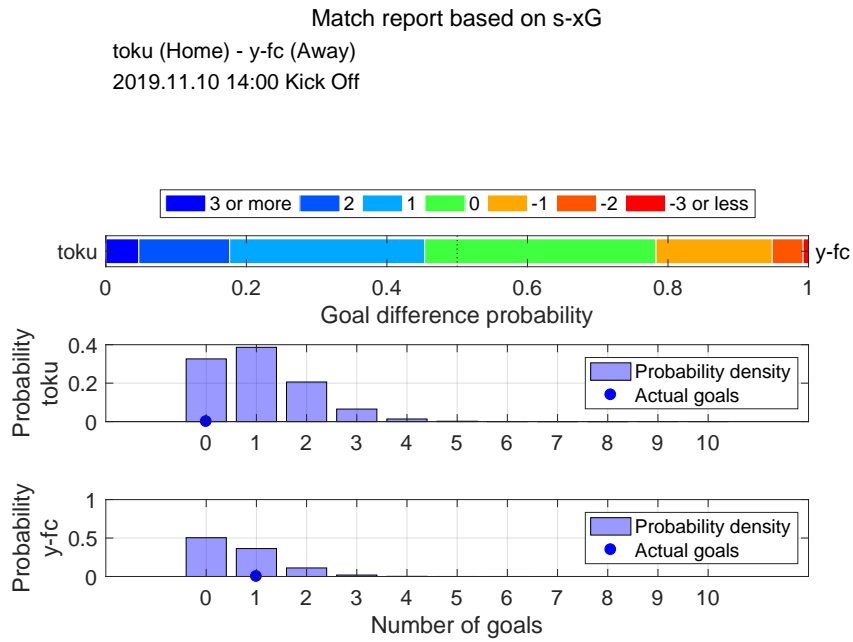 Match report based on s-xG
toku (Home) - y-fc (Away)
2019.11.10 14:00 Kick Off
3 or more 2 1 0 -1 -2 -3 or less
toku y-fc
0 0.2 0.4 0.6 0.8 1
Goal difference probability
Probability
toku
0.4
0.2
0
Probability density
Actual goals
0 1 2 3 4 5 6 7 8 9 10
Probability
y-fc
1
0.5
0
Probability density
Actual goals
0 1 2 3 4 5 6 7 8 9 10
Number of goals